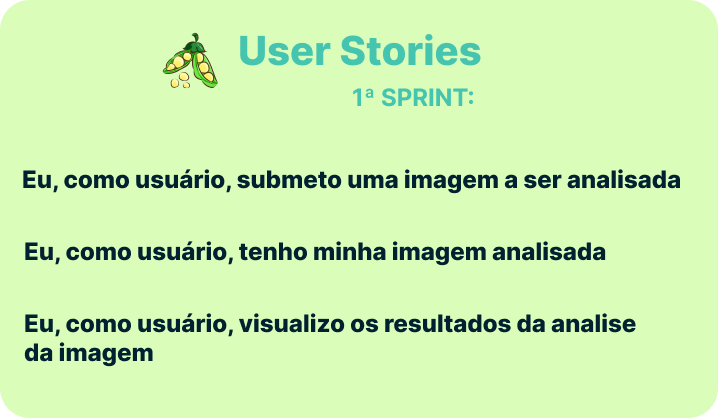 User Stories
1ª SPRINT:
Eu, como usuário, submeto uma imagem a ser analisada
Eu, como usuário, tenho minha imagem analisada
Eu, como usuário, visualizo os resultados da analise
da imagem